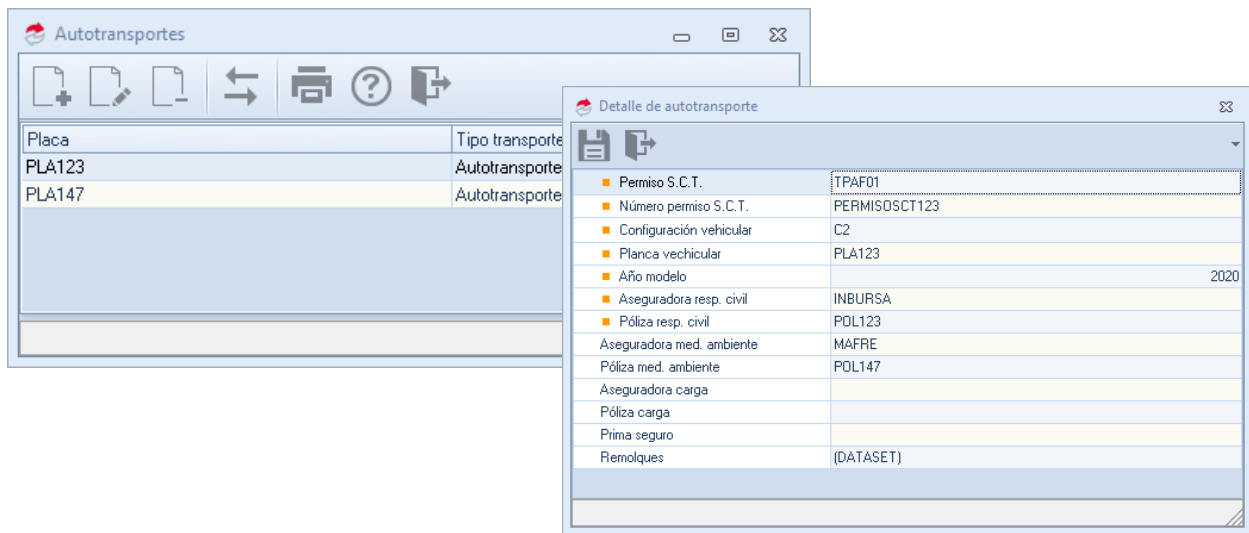 Autotransportes
Placa Tipo transporte
PLA123 Autotransporte
PLA147 Autotransporte
Detalle de autotransporte
Permiso S.C.T. TPAF01
Número permiso S.C.T. PERMISOSCT123
Configuración vehicular C2
Planca vechicular PLA123
Año modelo 2020
Aseguradora resp. civil INBURSA
Póliza resp. civil POL123
Aseguradora med. ambiente MAFRE
Póliza med. ambiente POL147
Aseguradora carga
Póliza carga
Prima seguro
Remolques (DATASET)